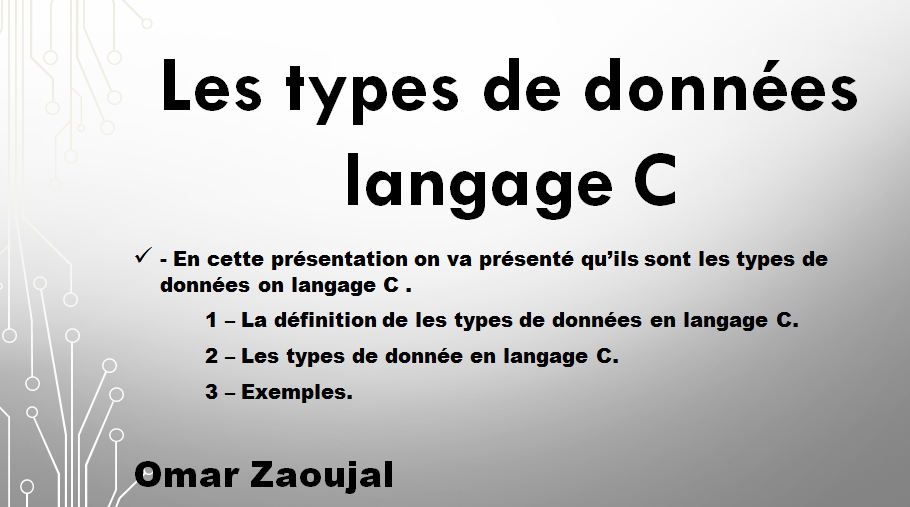 Les types de données
langage C
✓ - En cette présentation on va présenté qu’ils sont les types de
données on langage C .
1 – La définition de les types de données en langage C.
2 – Les types de donnée en langage C.
3 – Exemples.
Omar Zaoujal